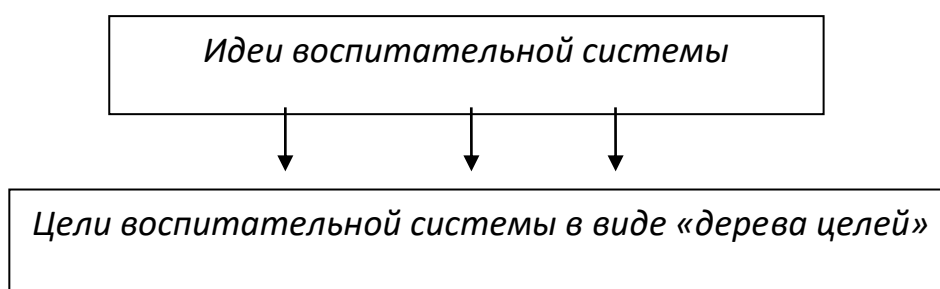 Идеи воспитательной системы
Цели воспитательной системы в виде «дерева целей»